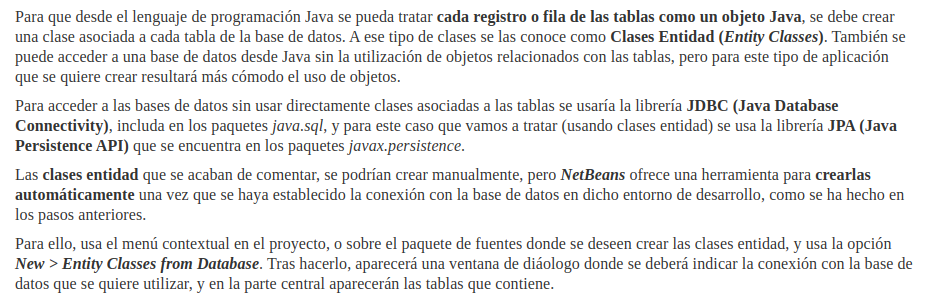 Para que desde el lenguaje de programación Java se pueda tratar cada registro o fila de las tablas como un objeto Java, se debe crear
una clase asociada a cada tabla de la base de datos. A ese tipo de clases se las conoce como Clases Entidad (Entity Classes). También se
puede acceder a una base de datos desde Java sin la utilización de objetos relacionados con las tablas, pero para este tipo de aplicación
que se quiere crear resultará más cómodo el uso de objetos.
Para acceder a las bases de datos sin usar directamente clases asociadas a las tablas se usaría la librería JDBC (Java Database
Connectivity), includa en los paquetes java.sql, y para este caso que vamos a tratar (usando clases entidad) se usa la librería JPA (Java
Persistence API) que se encuentra en los paquetes javax.persistence.
Las clases entidad que se acaban de comentar, se podrían crear manualmente, pero NetBeans ofrece una herramienta para crearlas
automáticamente una vez que se haya establecido la conexión con la base de datos en dicho entorno de desarrollo, como se ha hecho en
los pasos anteriores.
Para ello, usa el menú contextual en el proyecto, o sobre el paquete de fuentes donde se deseen crear las clases entidad, y usa la opción
New > Entity Classes from Database. Tras hacerlo, aparecerá una ventana de diáologo donde se deberá indicar la conexión con la base de
datos que se quiere utilizar, y en la parte central aparecerán las tablas que contiene.